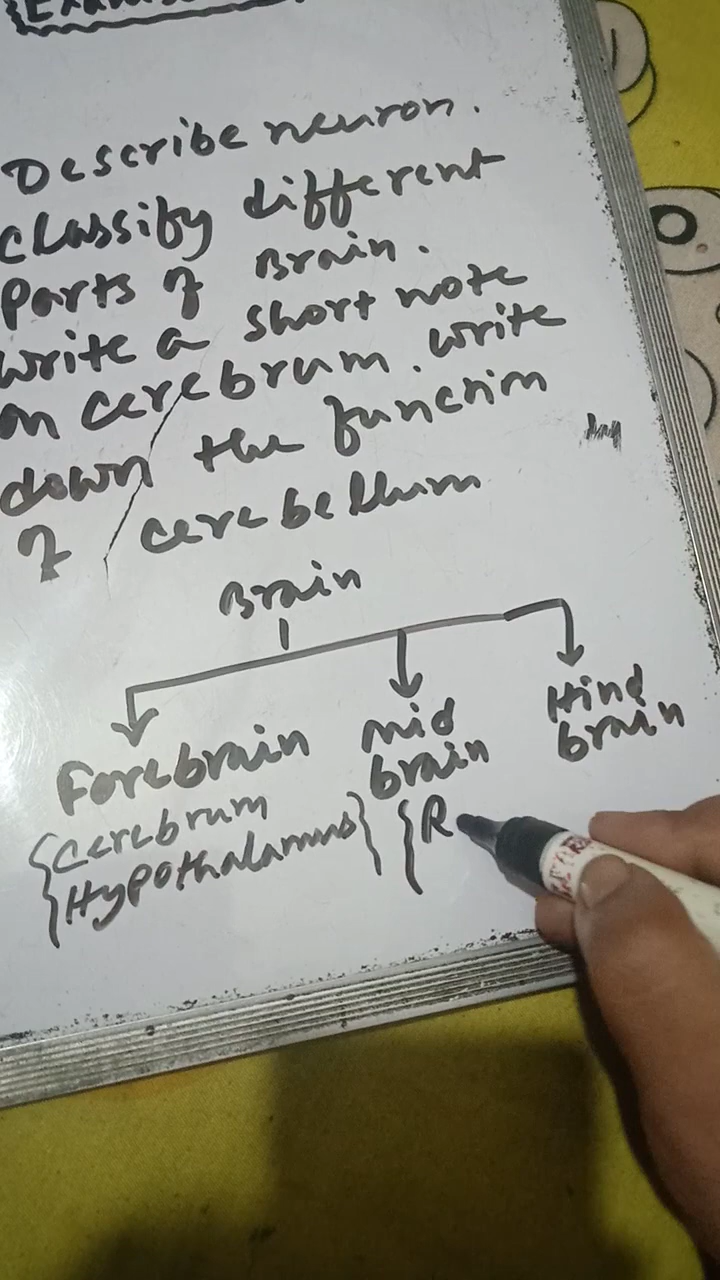 Describe neuron.
classify different
Parts of Brain.
write a short note
on cerebrum. write
down the function
of cerebellum
Brain
Forebrain
mid
brain
Hind
brain
{cerebrum
Hypothalamus}
{R